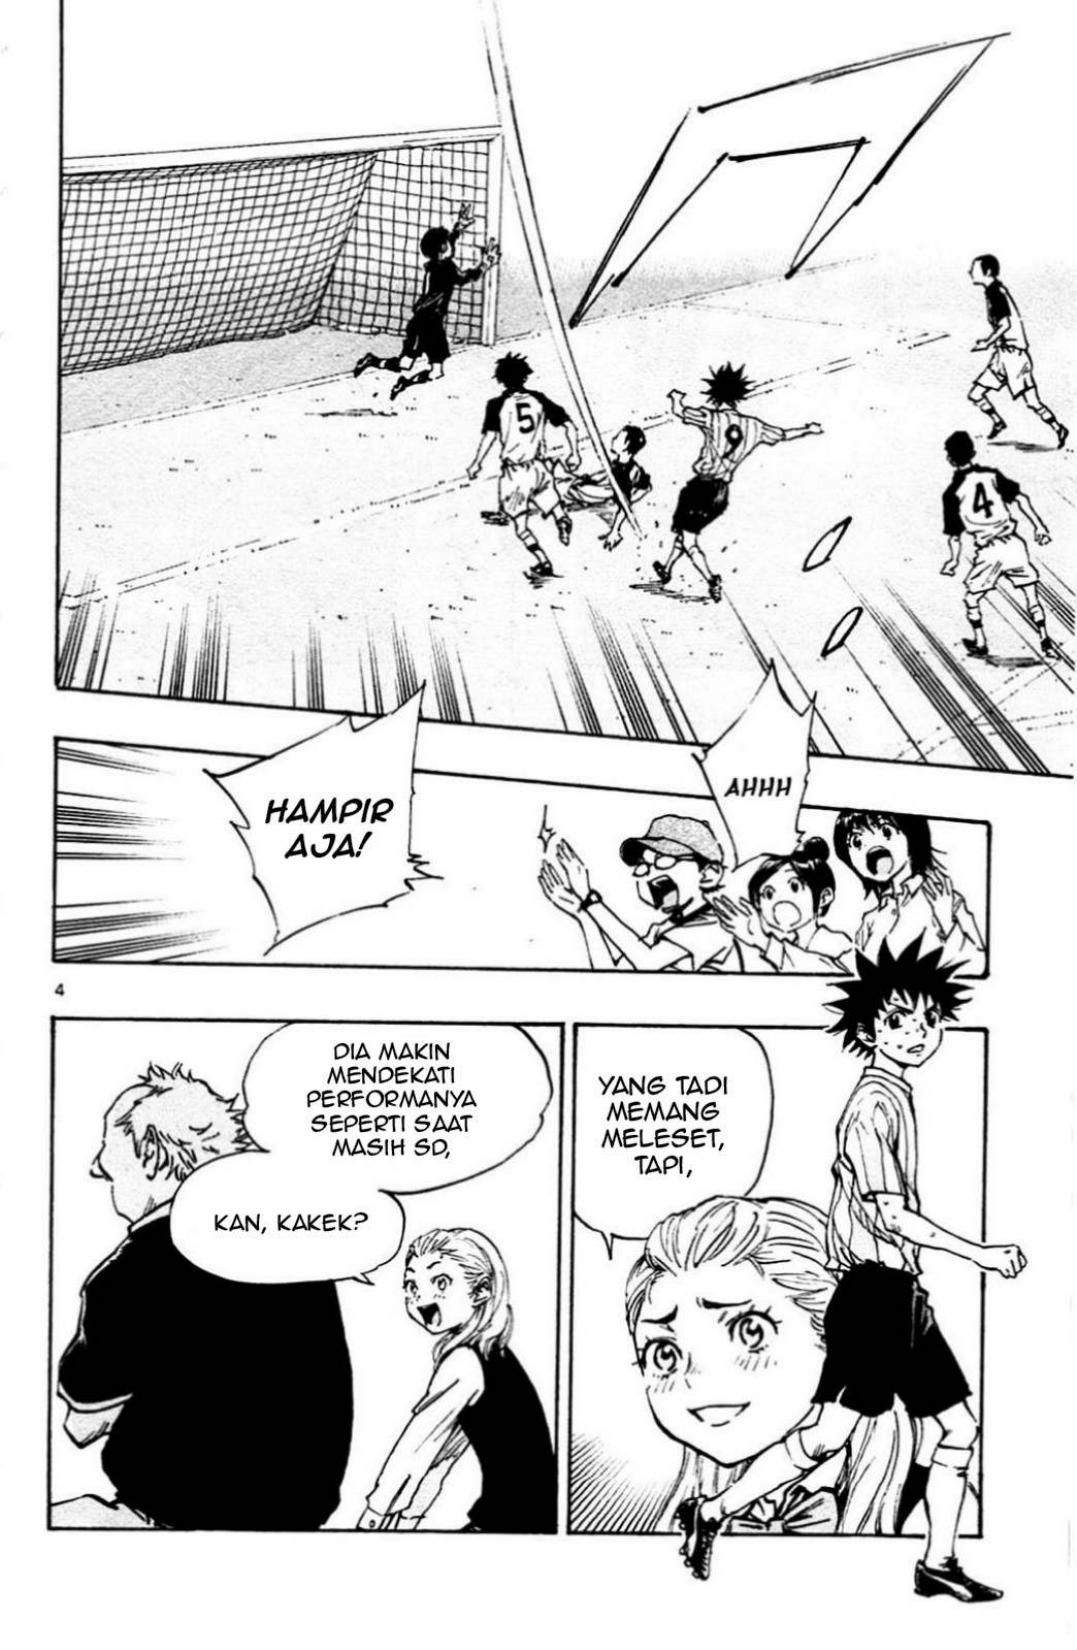 5
9
4
AHHH
HAMPIR
AJA!
4
YANG TADI
MEMANG
MELESET,
TAPI,
DIA MAKIN
MENDEKATI
PERFORMANYA
SEPERTI SAAT
MASIH SD,
KAN, KAKEK?